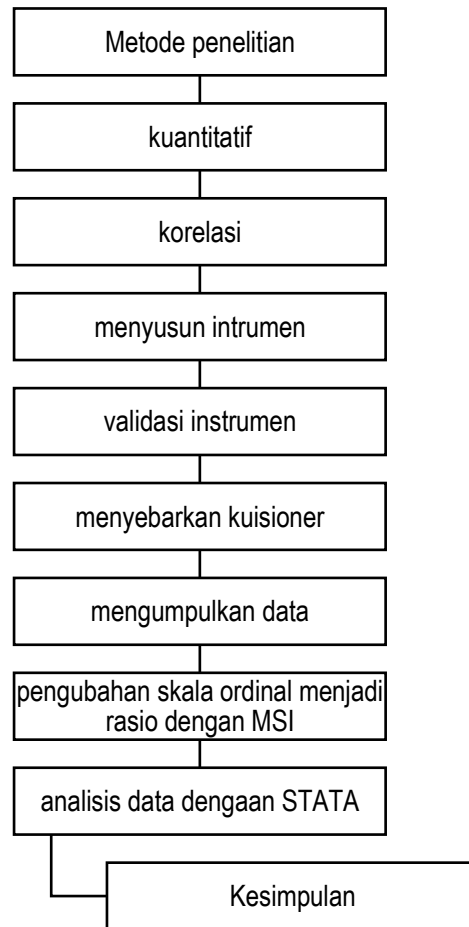 Metode penelitian
kuantitatif
korelasi
menyusun intrumen
validasi instrumen
menyebarkan kuisioner
mengumpulkan data
pengubahan skala ordinal menjadi
rasio dengan MSI
analisis data dengaan STATA
Kesimpulan